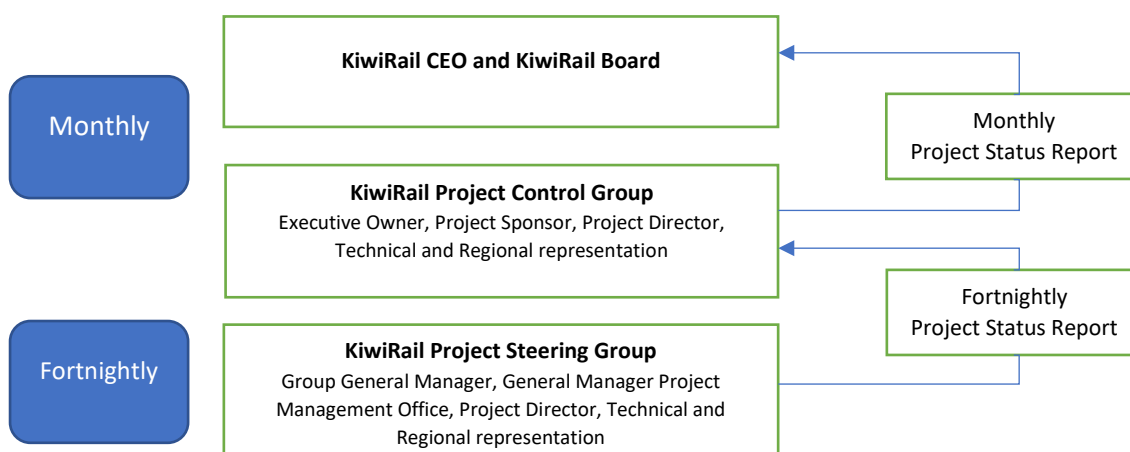 KiwiRail CEO and KiwiRail Board
Monthly
Monthly
Project Status Report
KiwiRail Project Control Group
Executive Owner, Project Sponsor, Project Director,
Technical and Regional representation
Fortnightly
Project Status Report
Fortnightly
KiwiRail Project Steering Group
Group General Manager, General Manager Project
Management Office, Project Director, Technical and
Regional representation